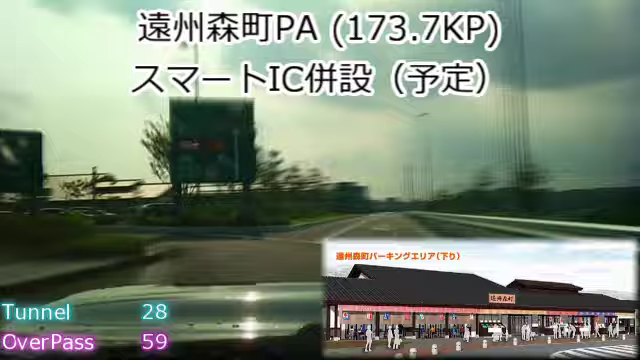 遠州森町PA (173.7KP)
スマートIC併設（予定）
遠州森町パーキングエリア(下り)
遠州森町
Tunnel 28
OverPass 59